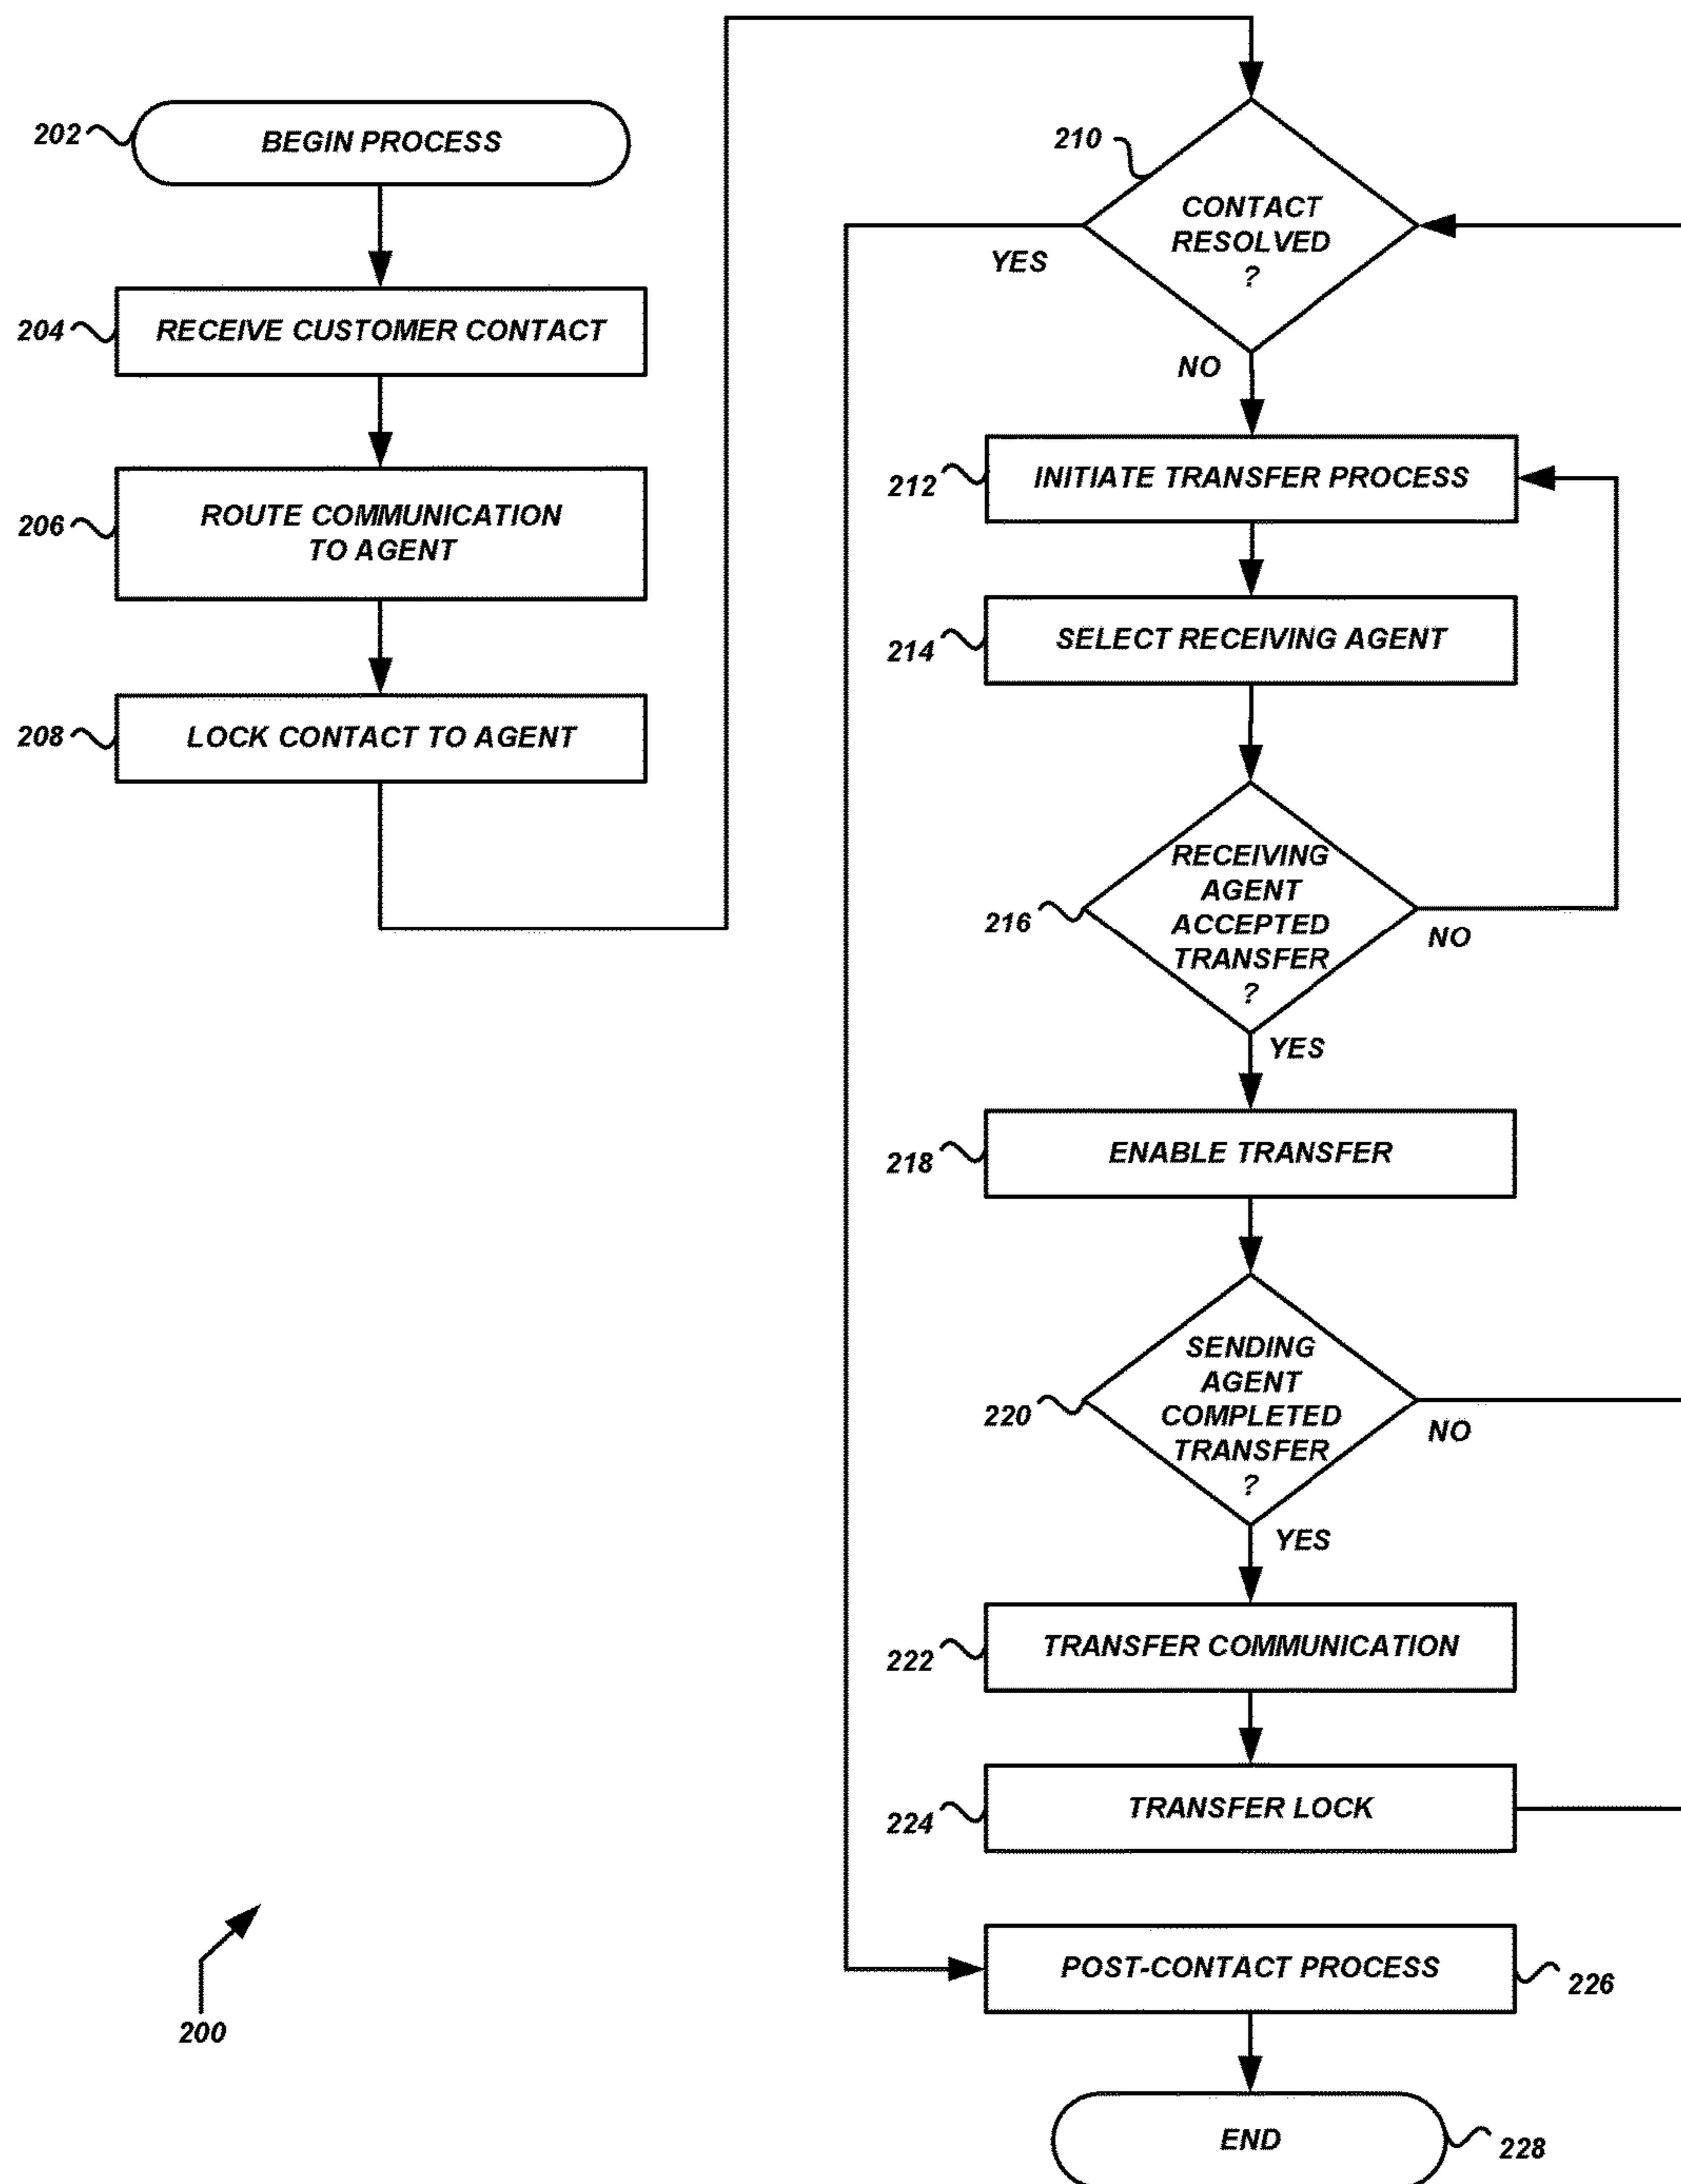 202
BEGIN PROCESS
204
RECEIVE CUSTOMER CONTACT
206
ROUTE COMMUNICATION
TO AGENT
208
LOCK CONTACT TO AGENT
210
CONTACT
RESOLVED
?
YES
NO
212
INITIATE TRANSFER PROCESS
214
SELECT RECEIVING AGENT
216
RECEIVING
AGENT
ACCEPTED
TRANSFER
?
NO
YES
218
ENABLE TRANSFER
220
SENDING
AGENT
COMPLETED
TRANSFER
?
NO
YES
222
TRANSFER COMMUNICATION
224
TRANSFER LOCK
POST-CONTACT PROCESS
226
200
END
228